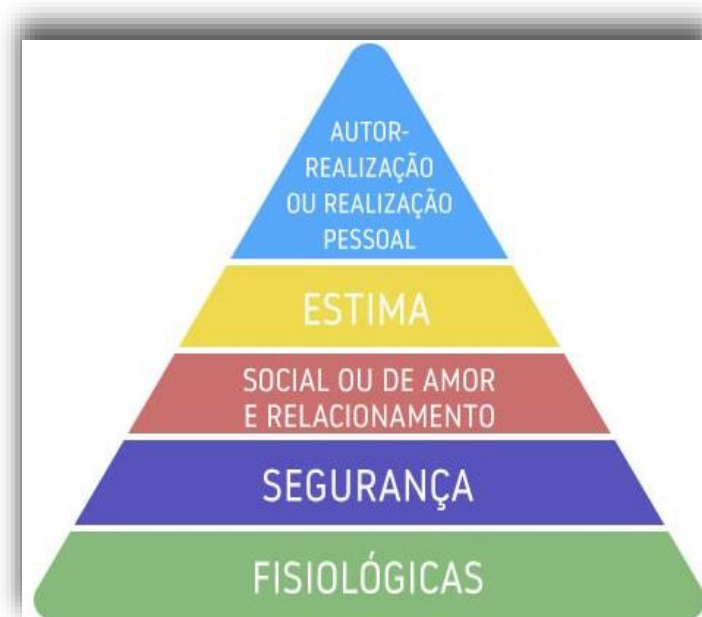 AUTOR-
REALIZAÇÃO
OU REALIZAÇÃO
PESSOAL
ESTIMA
SOCIAL OU DE AMOR
E RELACIONAMENTO
SEGURANÇA
FISIOLÓGICAS